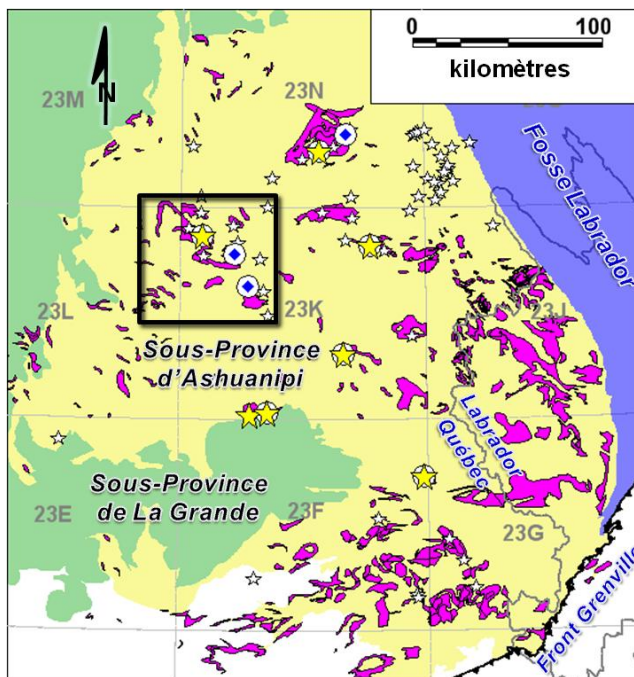 0 100
kilomètres
N
23M
23N
Fosse Labrador
23L
23K
23J
Sous-Province
d'Ashuanipi
Labrador
Québec
Sous-Province
de La Grande
23E
23F
23G
Front Grenville